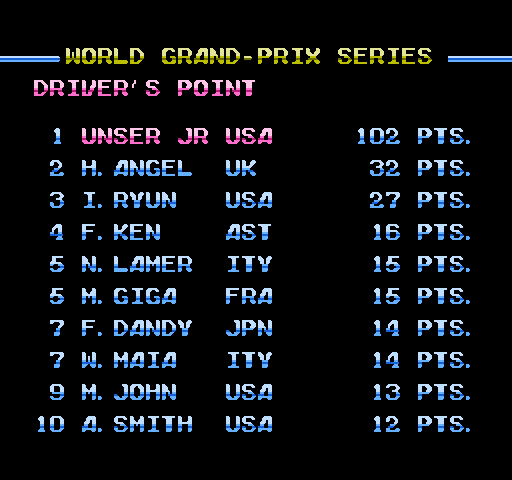 WORLD GRAND-PRIX SERIES
DRIVER'S POINT
1 UNSER JR USA 102 PTS.
2 H. ANGEL UK 32 PTS.
3 I. RYUN USA 27 PTS.
4 F. KEN AST 16 PTS.
5 N. LAMER ITY 15 PTS.
5 M. GIGA FRA 15 PTS.
7 F. DANDY JPN 14 PTS.
7 W. MAIA ITY 14 PTS.
9 M. JOHN USA 13 PTS.
10 A. SMITH USA 12 PTS.